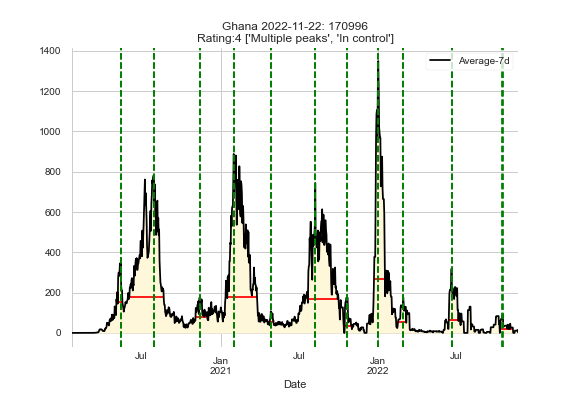 Ghana 2022-11-22: 170996
Rating:4 ['Multiple peaks', 'In control']
Average-7d
1400
1200
1000
800
600
400
200
0
Jul
Jan
2021
Jul
Jan
2022
Jul
Date